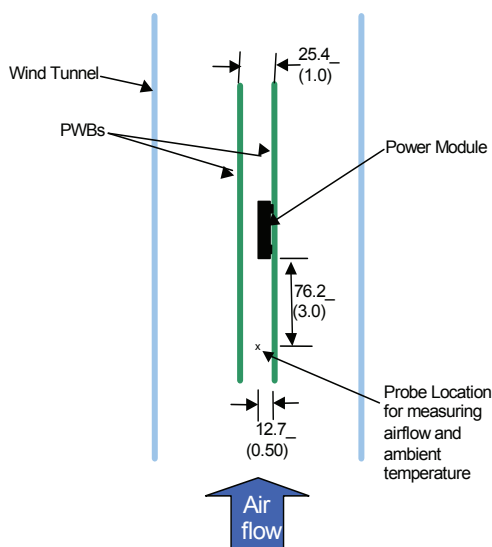 25.4_
(1.0)
Wind Tunnel
PWBs
Power Module
76.2_
(3.0)
x
Probe Location
for measuring
airflow and
ambient
temperature
12.7_
(0.50)
Air
flow